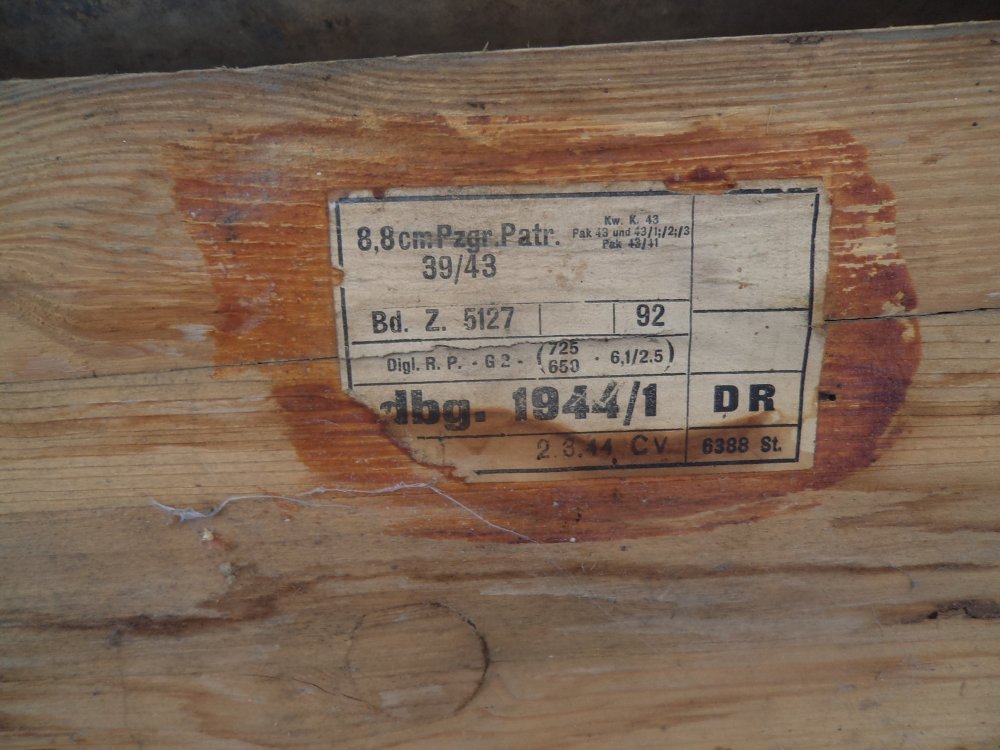 8,8cm Pzgr. Patr.
39/43
Kw. K. 43
Pak 43 und 43/1;/2;/3
Pak 43/41
Bd. Z. 5127 92
Digl. R. P. - G 2 - (725/650 - 6,1/2.5)
dbg. 1944/1 DR
2.3.44. CV 6388 St.